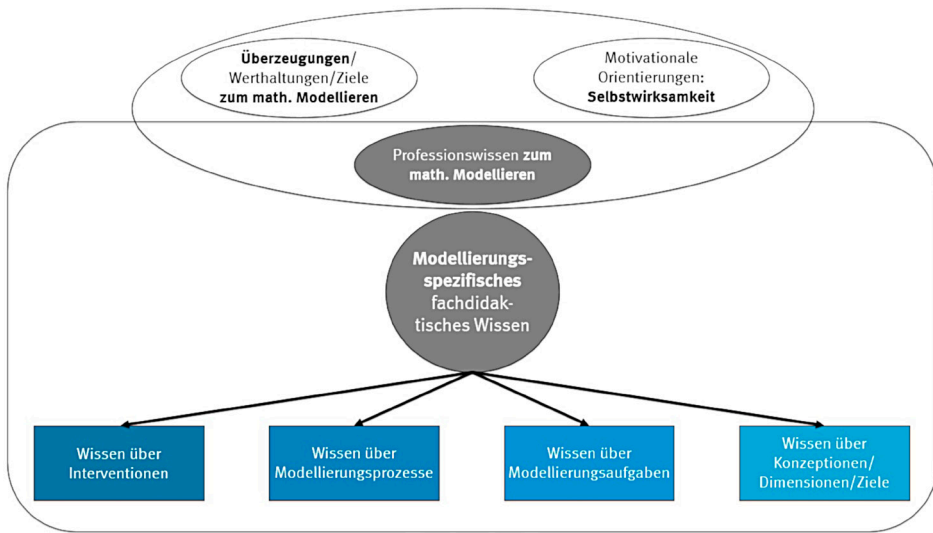 Überzeugungen/
Werthaltungen/Ziele
zum math. Modellieren
Motivationale
Orientierungen:
Selbstwirksamkeit
Professionswissen zum
math. Modellieren
Modellierungs-
spezifisches
fachdidak-
tisches Wissen
Wissen über
Interventionen
Wissen über
Modellierungsprozesse
Wissen über
Modellierungsaufgaben
Wissen über
Konzeptionen/
Dimensionen/Ziele